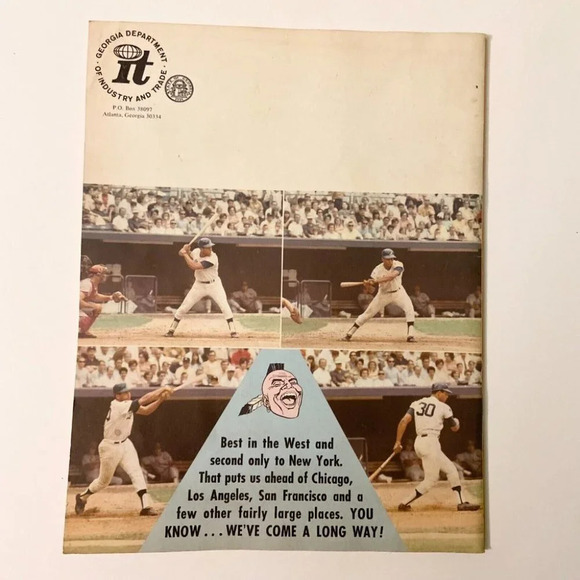 GEORGIA DEPARTMENT
OF INDUSTRY AND TRADE
it
P.O. Box 38097
Atlanta, Georgia 30334
30
Best in the West and
second only to New York.
That puts us ahead of Chicago,
Los Angeles, San Francisco and a
few other fairly large places. YOU
KNOW...WE'VE COME A LONG WAY!